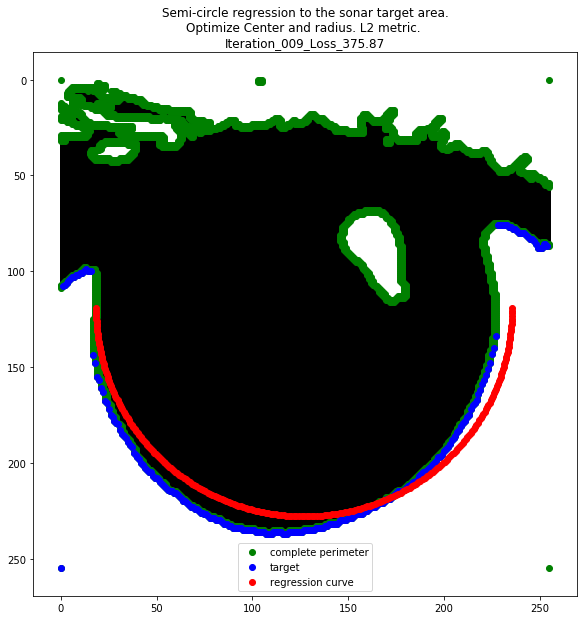 Semi-circle regression to the sonar target area.
Optimize Center and radius. L2 metric.
Iteration_009_Loss_375.87
0
50
100
150
200
250
complete perimeter
target
regression curve
0
50
100
150
200
250